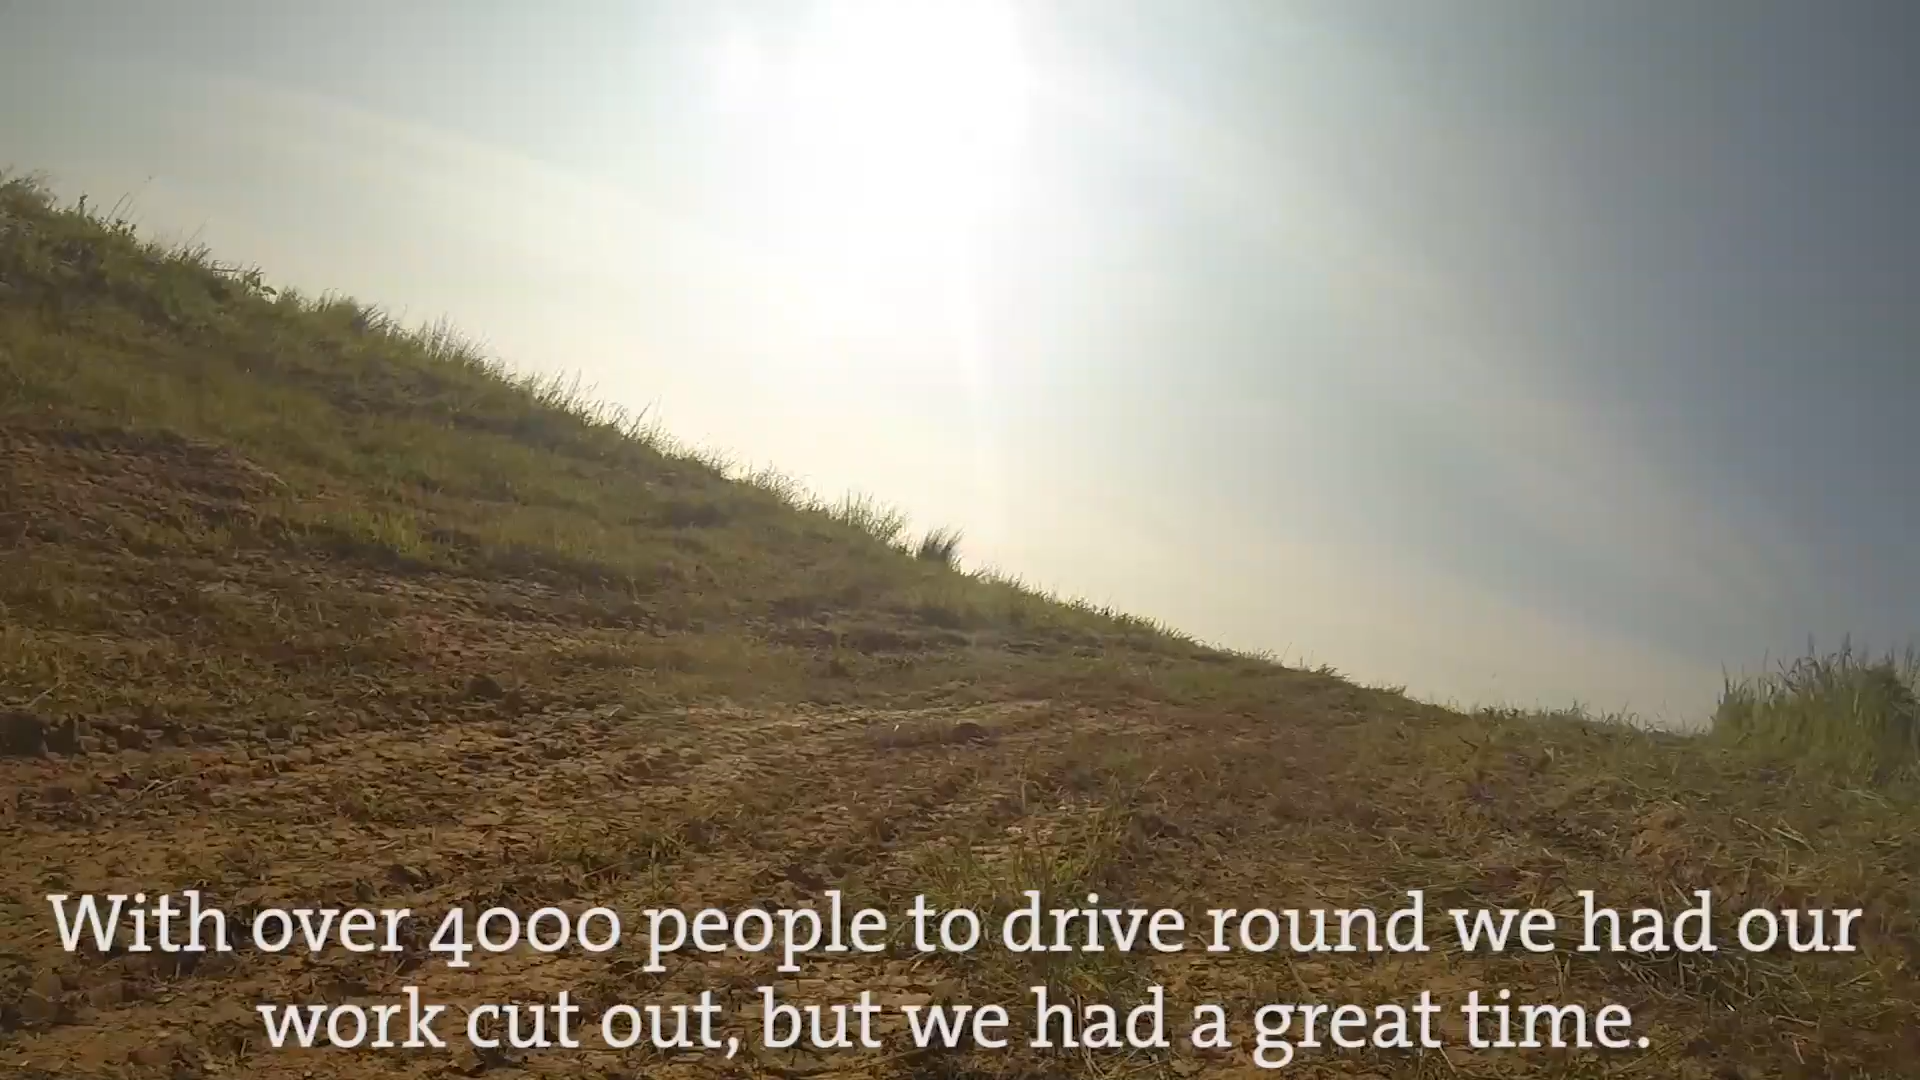 With over 4000 people to drive round we had our
work cut out, but we had a great time.